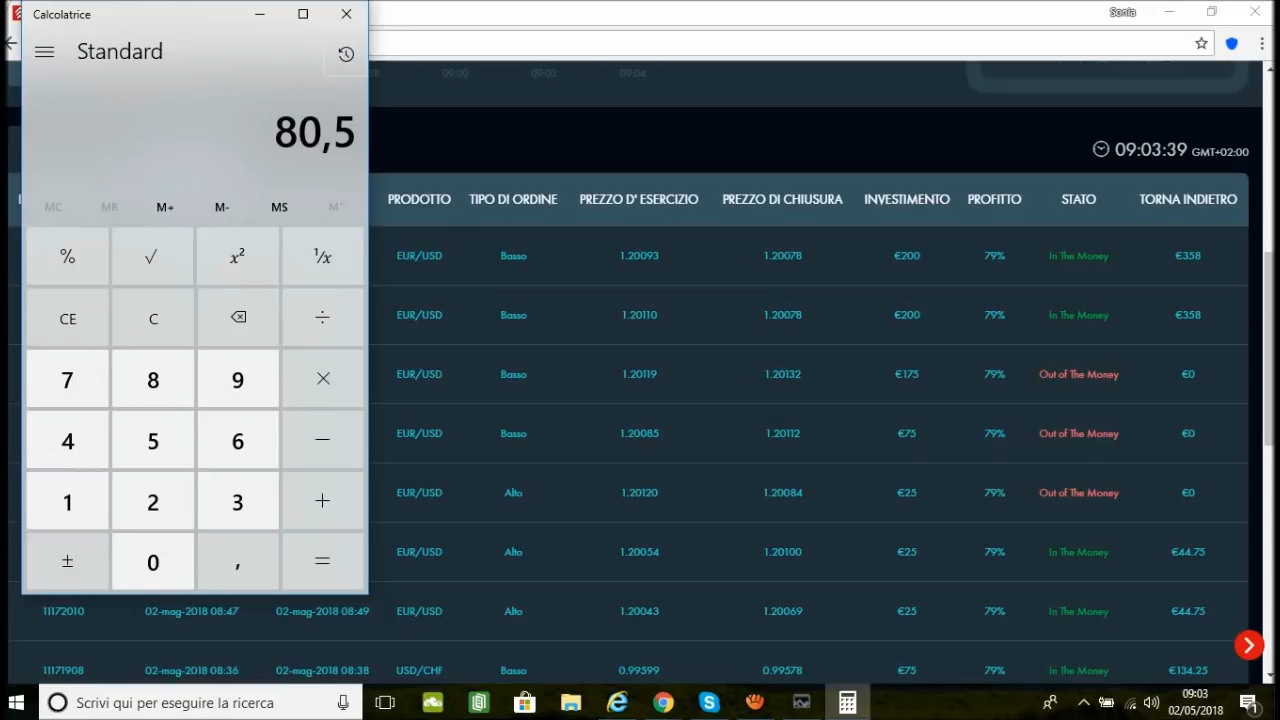 Calcolatrice
Sonia
Standard
09:00 09:02 09:04
80,5
09:03:39 GMT+02:00
MC MR M+ M- MS
PRODOTTO TIPO DI ORDINE PREZZO D' ESERCIZIO PREZZO DI CHIUSURA INVESTIMENTO PROFITTO STATO TORNA INDIETRO
% √ x² ¹/x
EUR/USD Basso 1.20093 1.20078 €200 79% In The Money €358
CE C ÷
EUR/USD Basso 1.20110 1.20078 €200 79% In The Money €358
7 8 9 ×
EUR/USD Basso 1.20119 1.20132 €175 79% Out of The Money €0
4 5 6 −
EUR/USD Basso 1.20085 1.20112 €75 79% Out of The Money €0
1 2 3 +
EUR/USD Alto 1.20120 1.20084 €25 79% Out of The Money €0
± 0 , =
EUR/USD Alto 1.20054 1.20100 €25 79% In The Money €44.75
11172010 02-mag-2018 08:47 02-mag-2018 08:49 EUR/USD Alto 1.20043 1.20069 €25 79% In The Money €44.75
11171908 02-mag-2018 08:36 02-mag-2018 08:38 USD/CHF Basso 0.99599 0.99578 €75 79% In The Money €134.25
Scrivi qui per eseguire la ricerca
09:03
02/05/2018
1